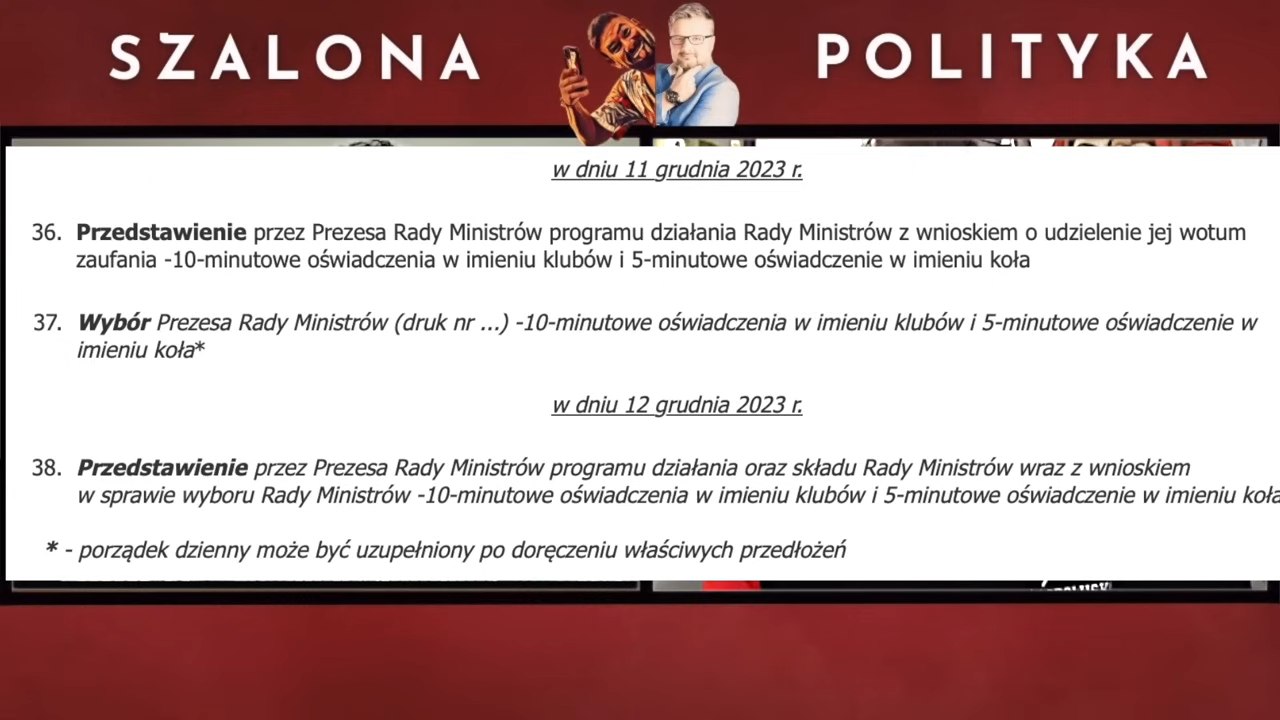 SZALONA POLITYKA
w dniu 11 grudnia 2023 r.
36. Przedstawienie przez Prezesa Rady Ministrów programu działania Rady Ministrów z wnioskiem o udzielenie jej wotum
zaufania -10-minutowe oświadczenia w imieniu klubów i 5-minutowe oświadczenie w imieniu koła
37. Wybór Prezesa Rady Ministrów (druk nr ...) -10-minutowe oświadczenia w imieniu klubów i 5-minutowe oświadczenie w
imieniu koła*
w dniu 12 grudnia 2023 r.
38. Przedstawienie przez Prezesa Rady Ministrów programu działania oraz składu Rady Ministrów wraz z wnioskiem
w sprawie wyboru Rady Ministrów -10-minutowe oświadczenia w imieniu klubów i 5-minutowe oświadczenie w imieniu koła
* - porządek dzienny może być uzupełniony po doręczeniu właściwych przedłożeń